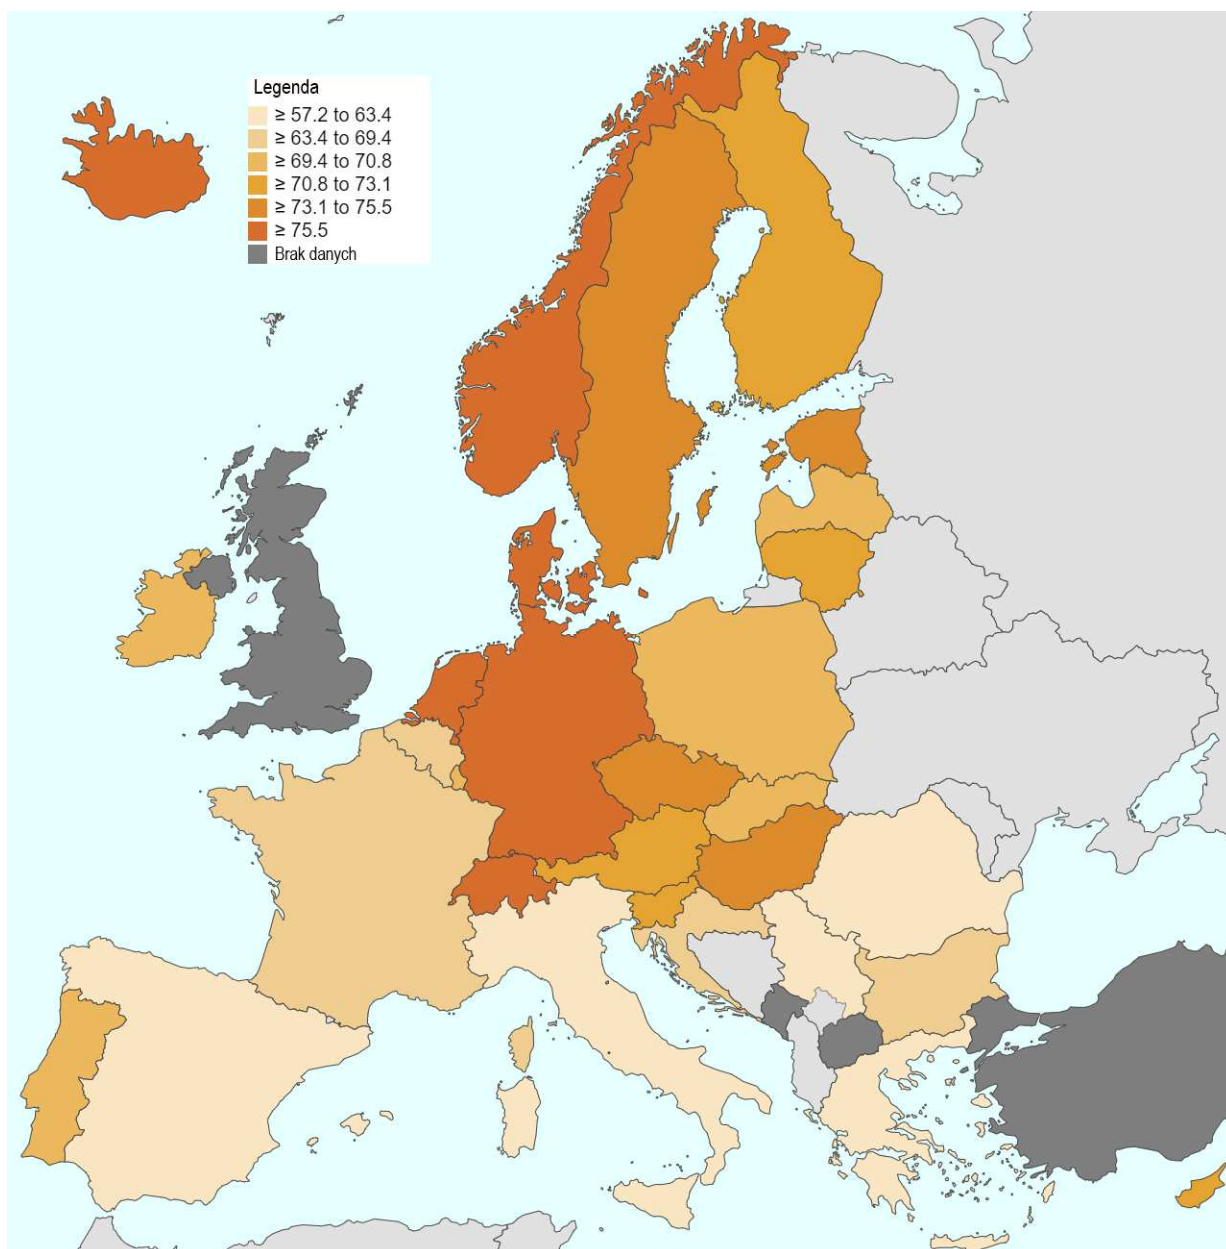 Legenda
≥ 57.2 to 63.4
≥ 63.4 to 69.4
≥ 69.4 to 70.8
≥ 70.8 to 73.1
≥ 73.1 to 75.5
≥ 75.5
Brak danych